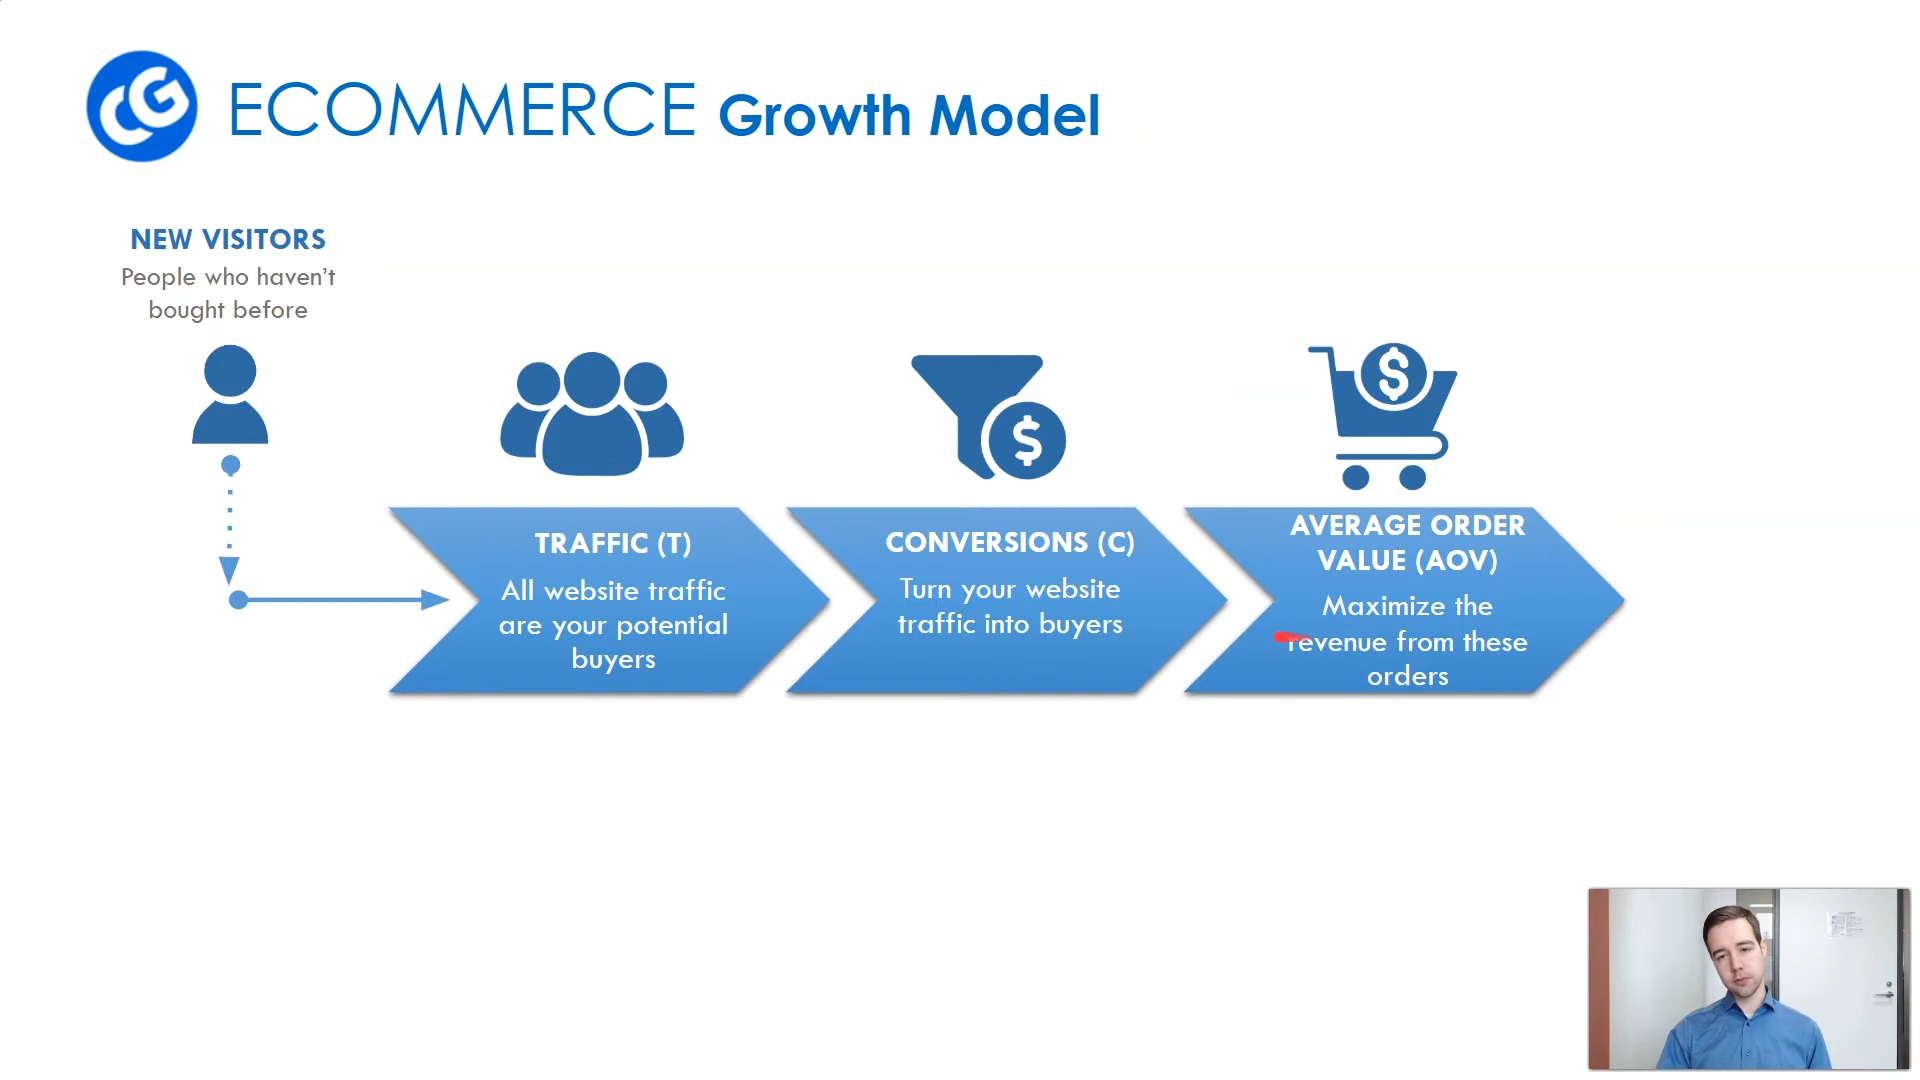 CG
ECOMMERCE Growth Model
NEW VISITORS
People who haven't
bought before
$
$
TRAFFIC (T)
All website traffic
are your potential
buyers
CONVERSIONS (C)
Turn your website
traffic into buyers
AVERAGE ORDER
VALUE (AOV)
Maximize the
revenue from these
orders